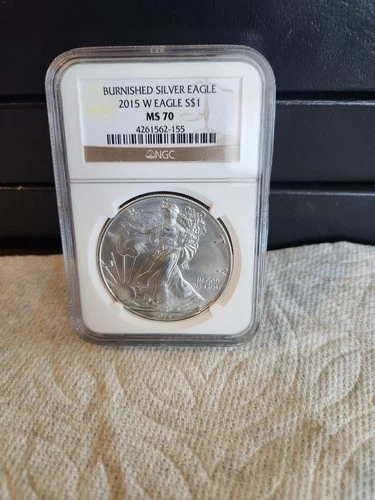 BURNISHED SILVER EAGLE
2015 W EAGLE S$1
MS 70
4261562-155
NGC